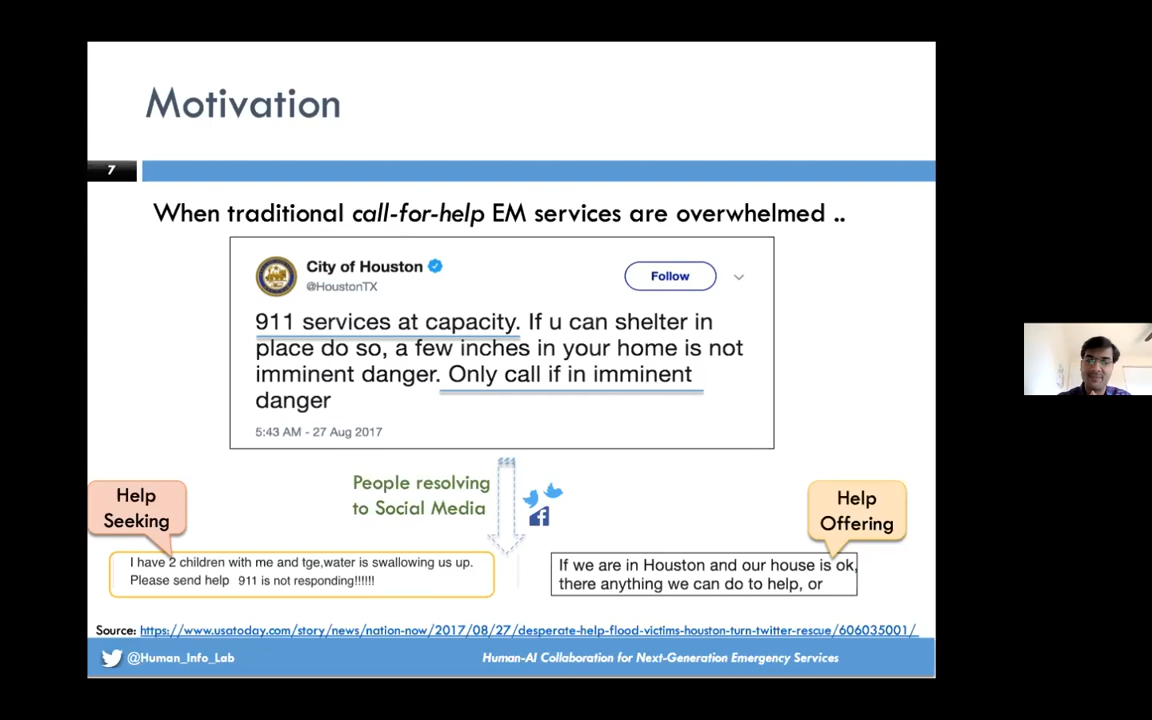 Motivation
7
When traditional call-for-help EM services are overwhelmed ..
City of Houston
@HoustonTX
Follow
911 services at capacity. If u can shelter in
place do so, a few inches in your home is not
imminent danger. Only call if in imminent
danger
5:43 AM - 27 Aug 2017
People resolving
to Social Media
Help
Seeking
Help
Offering
I have 2 children with me and tge,water is swallowing us up.
Please send help 911 is not responding!!!!!!
If we are in Houston and our house is ok,
there anything we can do to help, or
Source: https://www.usatoday.com/story/news/nation-now/2017/08/27/desperate-help-flood-victims-houston-turn-twitter-rescue/606035001/
@Human_Info_Lab
Human-AI Collaboration for Next-Generation Emergency Services